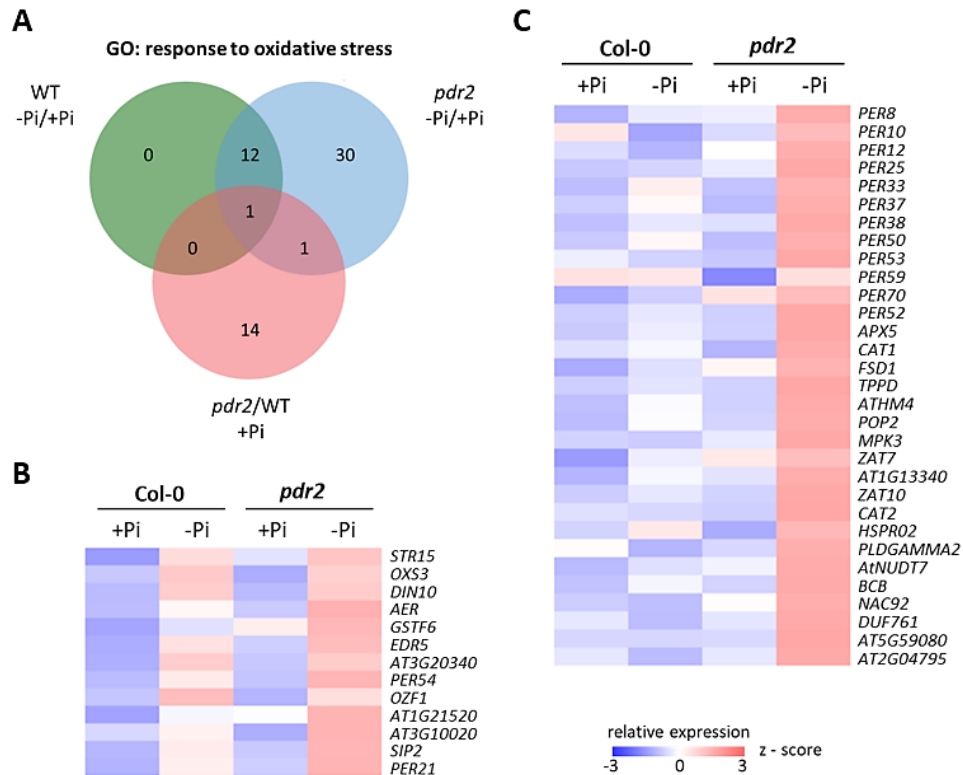 A
GO: response to oxidative stress
WT
-Pi/+Pi
pdr2
-Pi/+Pi
0
12
30
1
0
1
14
pdr2/WT
+Pi
B
Col-0
pdr2
+Pi
-Pi
+Pi
-Pi
STR15
OXS3
DIN10
AER
GSTF6
EDR5
AT3G20340
PER54
OZF1
AT1G21520
AT3G10020
SIP2
PER21
C
Col-0
pdr2
+Pi
-Pi
+Pi
-Pi
PER8
PER10
PER12
PER25
PER33
PER37
PER38
PER50
PER53
PER59
PER70
PER52
APX5
CAT1
FSD1
TPPD
ATHM4
POP2
MPK3
ZAT7
AT1G13340
ZAT10
CAT2
HSPR02
PLDGAMMA2
AtNUDT7
BCB
NAC92
DUF761
AT5G59080
AT2G04795
relative expression
z - score
-3
0
3